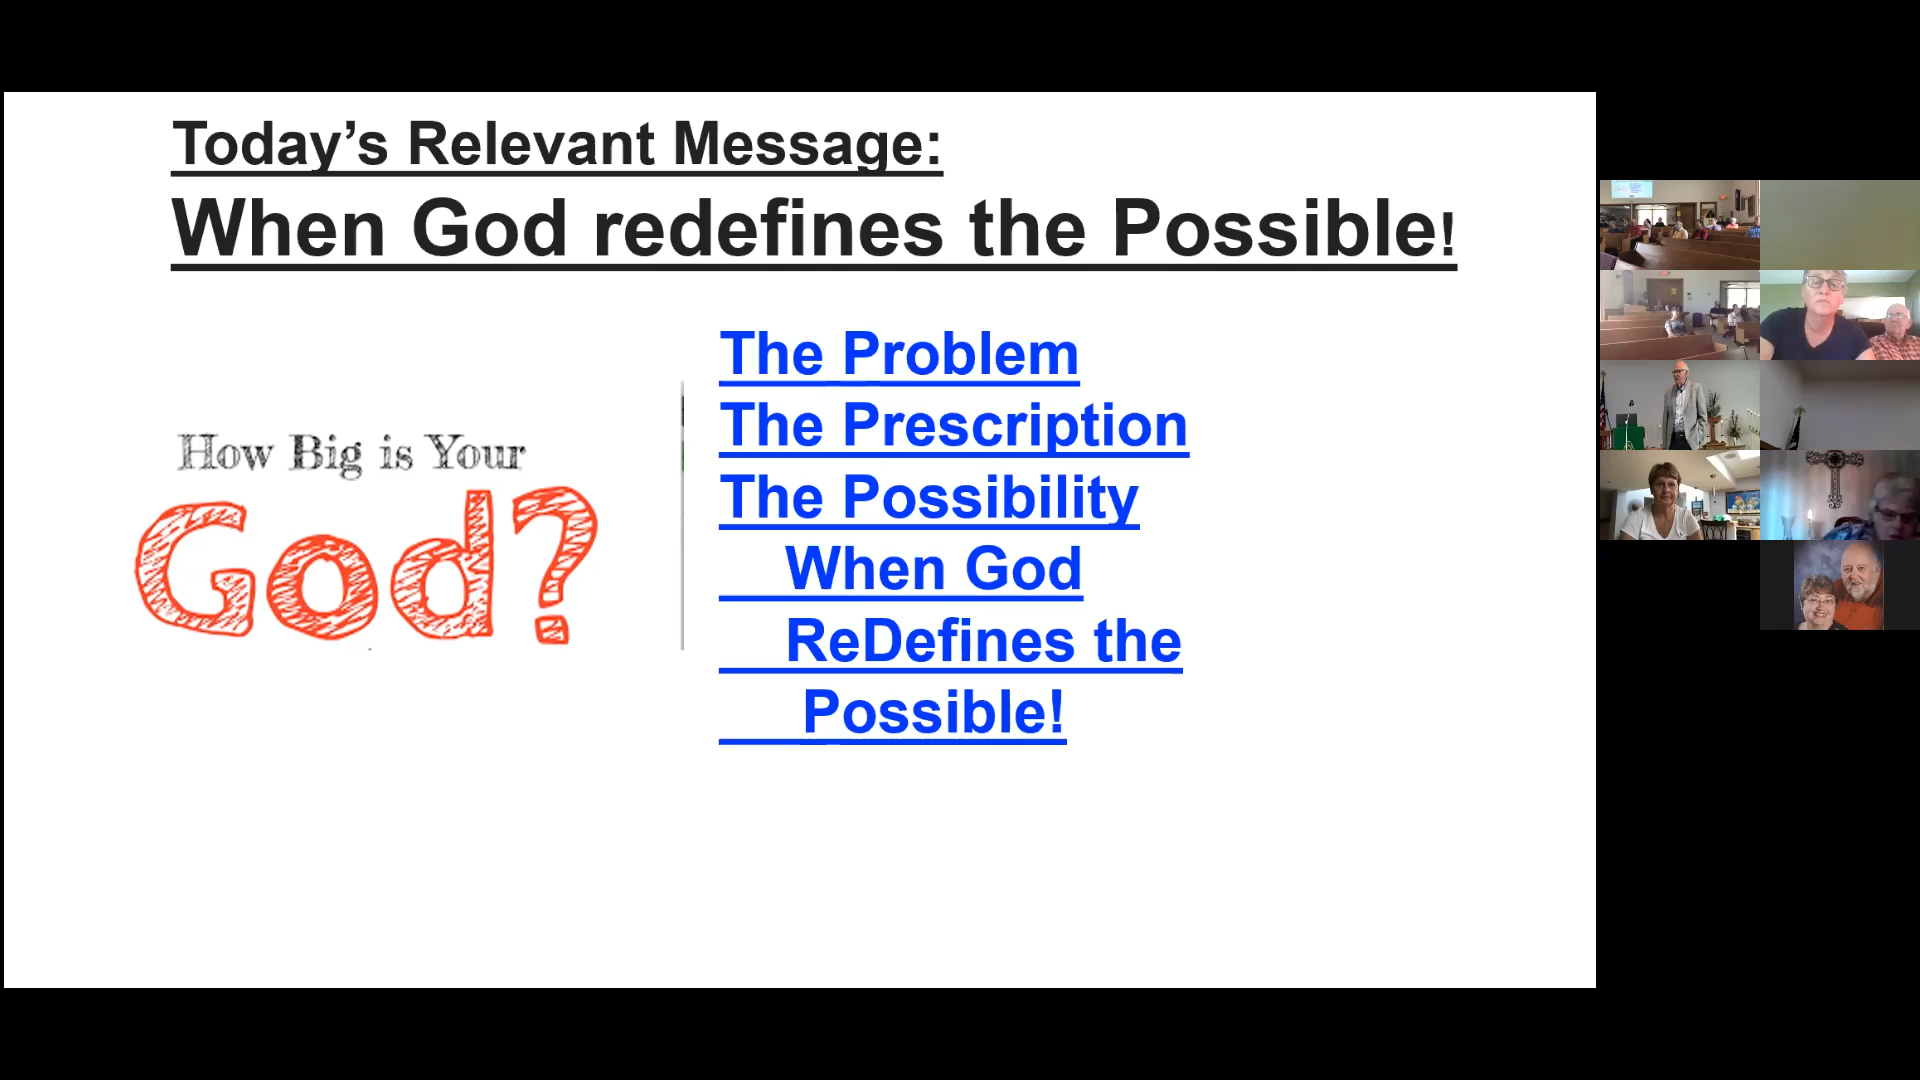 Today’s Relevant Message:
When God redefines the Possible!
How Big is Your
God?
The Problem
The Prescription
The Possibility
When God
ReDefines the
Possible!